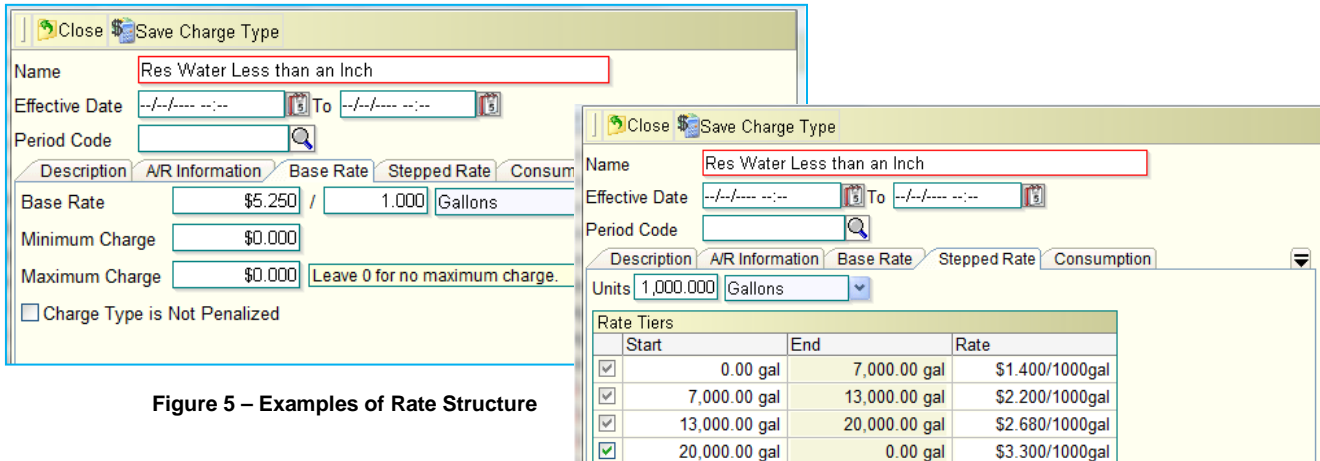 Close Save Charge Type
Name Res Water Less than an Inch
Effective Date --/--/---- --:-- To --/--/---- --:--
Period Code
Description A/R Information Base Rate Stepped Rate Consum
Base Rate $5.250 / 1.000 Gallons
Minimum Charge $0.000
Maximum Charge $0.000 Leave 0 for no maximum charge.
Charge Type is Not Penalized
Figure 5 – Examples of Rate Structure
Close Save Charge Type
Name Res Water Less than an Inch
Effective Date --/--/---- --:-- To --/--/---- --:--
Period Code
Description A/R Information Base Rate Stepped Rate Consumption
Units 1,000.000 Gallons
Rate Tiers
Start End Rate
0.00 gal 7,000.00 gal $1.400/1000gal
7,000.00 gal 13,000.00 gal $2.200/1000gal
13,000.00 gal 20,000.00 gal $2.680/1000gal
20,000.00 gal 0.00 gal $3.300/1000gal